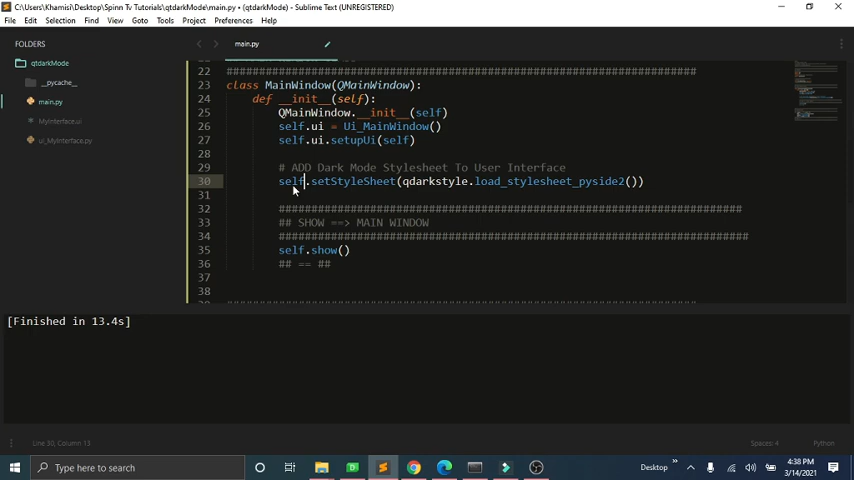 C:\Users\Khamisi\Desktop\Spinn Tv Tutorials\qtdarkMode\main.py • (qtdarkMode) - Sublime Text (UNREGISTERED)
File Edit Selection Find View Goto Tools Project Preferences Help
FOLDERS
main.py
qtdarkMode
__pycache__
main.py
MyInterface.ui
ui_MyInterface.py
22 ########################################################################
23 class MainWindow(QMainWindow):
24 def __init__(self):
25 QMainWindow.__init__(self)
26 self.ui = Ui_MainWindow()
27 self.ui.setupUi(self)
28
29 # ADD Dark Mode Stylesheet To User Interface
30 self.setStyleSheet(qdarkstyle.load_stylesheet_pyside2())
31
32 #######################################################################
33 ## SHOW ==> MAIN WINDOW
34 ########################################################################
35 self.show()
36 ## == ##
37
38
[Finished in 13.4s]
Line 30, Column 13 Spaces: 4 Python
Type here to search
Desktop
4:38 PM
3/14/2021